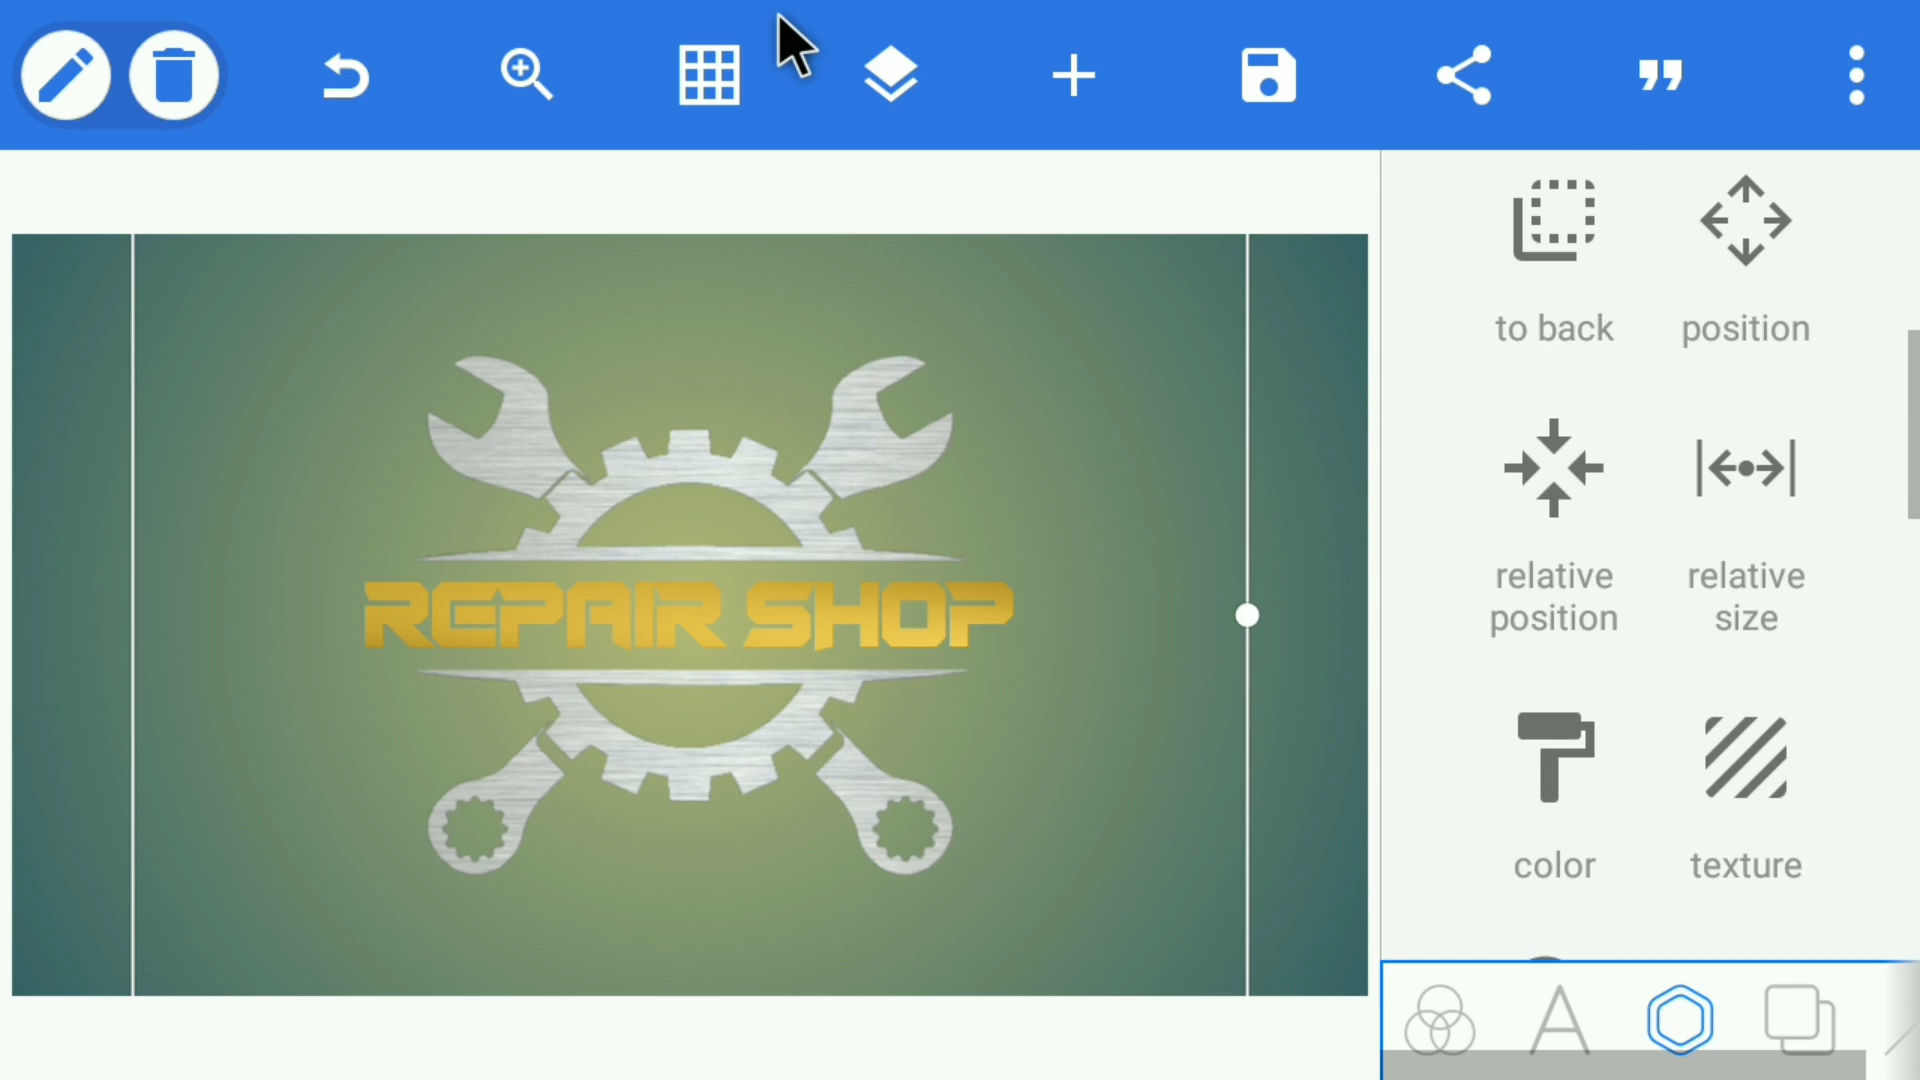 REPAIR SHOP
to back
position
relative position
relative size
color
texture